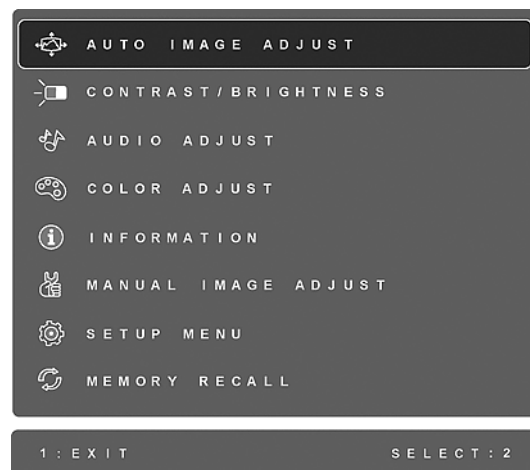 AUTO IMAGE ADJUST
CONTRAST/BRIGHTNESS
AUDIO ADJUST
COLOR ADJUST
INFORMATION
MANUAL IMAGE ADJUST
SETUP MENU
MEMORY RECALL
1:EXIT SELECT:2